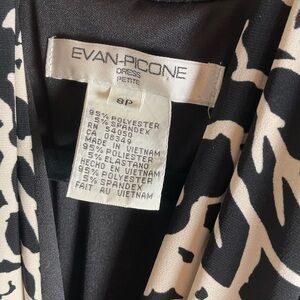 EVAN-PICONE
DRESS
PETITE
8P
95% POLYESTER
5% SPANDEX
RN 54050
CA 08349
MADE IN VIETNAM
95% POLYESTER
5% ELASTANO
HECHO EN VIETNAM
95% POLYESTER
5% SPANDEX
FAIT AU VIETNAM